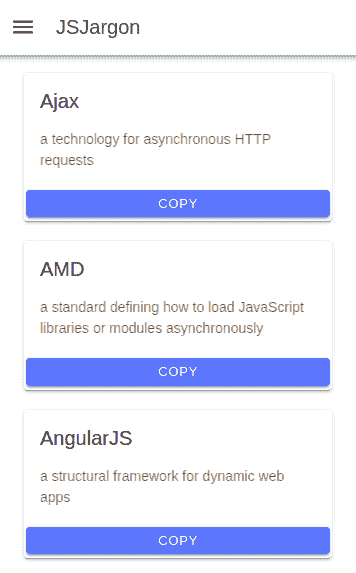 JSJargon
Ajax
a technology for asynchronous HTTP
requests
COPY
AMD
a standard defining how to load JavaScript
libraries or modules asynchronously
COPY
AngularJS
a structural framework for dynamic web
apps
COPY